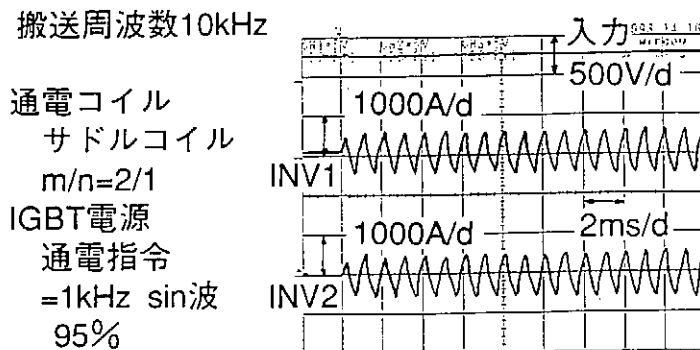 搬送周波数10kHz
入力
500V/d
通電コイル
サドルコイル
m/n=2/1
1000A/d
INV1
IGBT電源
通電指令
=1kHz sin波
95%
2ms/d
1000A/d
INV2